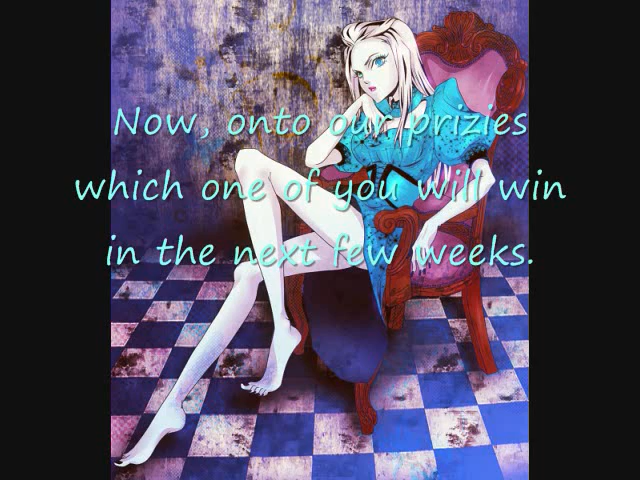 Now, onto our prizies
which one of you will win
in the next few weeks.